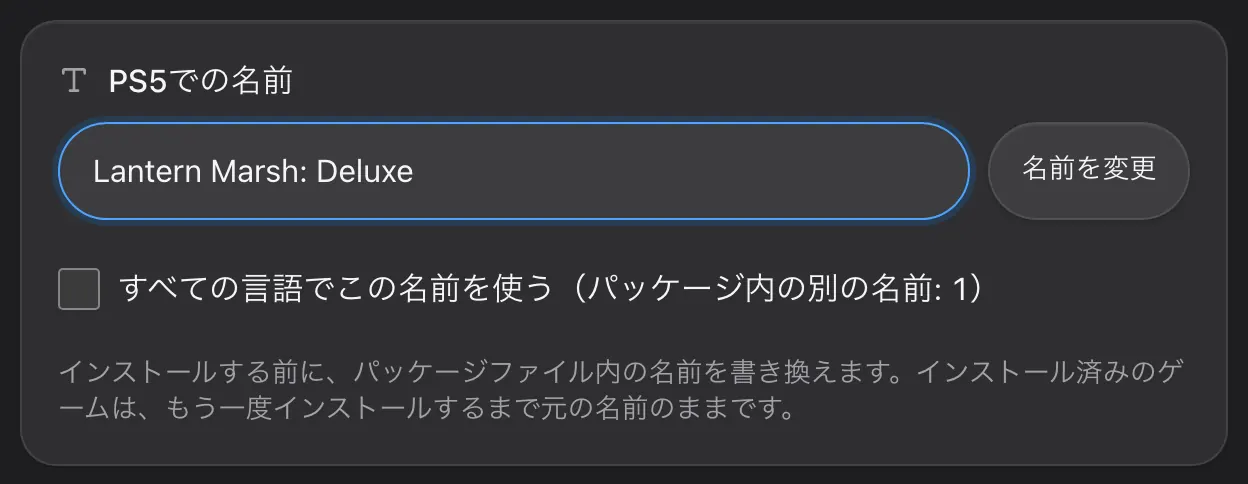 PS5での名前
Lantern Marsh: Deluxe
名前を変更
すべての言語でこの名前を使う（パッケージ内の別の名前: 1）
インストールする前に、パッケージファイル内の名前を書き換えます。インストール済みのゲ
ームは、もう一度インストールするまで元の名前のままです。